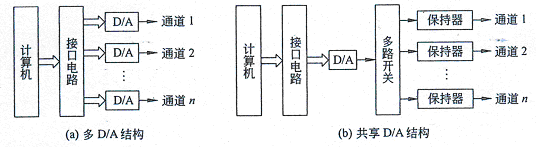 计算机
接口电路
D/A
通道 1
D/A
通道 2
⋮
D/A
通道 n
(a) 多 D/A 结构
计算机
接口电路
D/A
多路开关
保持器
通道 1
保持器
通道 2
⋮
保持器
通道 n
(b) 共享 D/A 结构